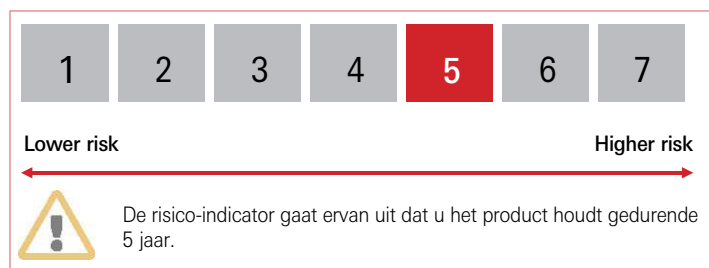 1 2 3 4 5 6 7
Lower risk Higher risk
De risico-indicator gaat ervan uit dat u het product houdt gedurende
5 jaar.